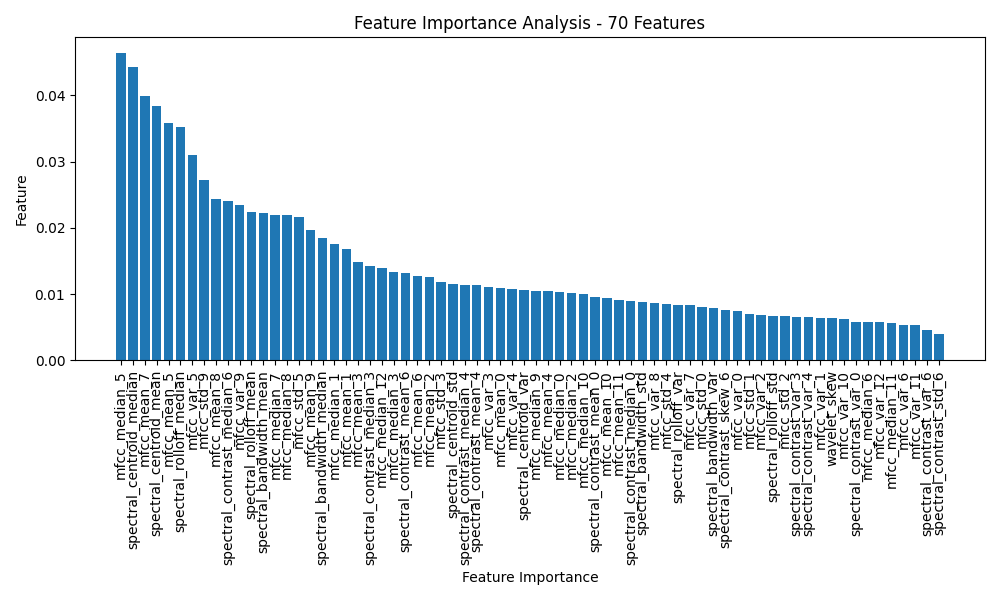 Feature Importance Analysis - 70 Features
Feature
0.04
0.03
0.02
0.01
0.00
mfcc_median_5
spectral_centroid_median
mfcc_mean_7
spectral_centroid_mean
mfcc_mean_5
spectral_rolloff_median
mfcc_var_5
mfcc_std_9
mfcc_mean_8
spectral_contrast_median_6
mfcc_var_9
spectral_rolloff_mean
spectral_bandwidth_mean
mfcc_median_7
mfcc_median_8
mfcc_std_5
mfcc_mean_9
spectral_bandwidth_median
mfcc_median_1
mfcc_mean_1
mfcc_mean_3
spectral_contrast_median_3
mfcc_median_12
mfcc_median_3
spectral_contrast_mean_6
mfcc_mean_6
mfcc_mean_2
mfcc_std_3
spectral_centroid_std
spectral_contrast_median_4
spectral_contrast_mean_4
mfcc_var_3
mfcc_mean_0
mfcc_var_4
spectral_centroid_var
mfcc_median_9
mfcc_mean_4
mfcc_median_0
mfcc_median_2
mfcc_median_10
spectral_contrast_mean_0
mfcc_mean_10
mfcc_mean_11
spectral_contrast_median_0
spectral_bandwidth_std
mfcc_var_8
mfcc_std_4
spectral_rolloff_var
mfcc_var_7
mfcc_std_0
spectral_bandwidth_var
spectral_contrast_skew_6
mfcc_var_0
mfcc_std_1
mfcc_var_2
spectral_rolloff_std
mfcc_std_2
spectral_contrast_var_3
spectral_contrast_var_4
mfcc_var_1
wavelet_skew
mfcc_var_10
spectral_contrast_var_0
mfcc_median_6
mfcc_var_12
mfcc_median_11
mfcc_var_6
mfcc_var_11
spectral_contrast_var_6
spectral_contrast_std_6
Feature Importance